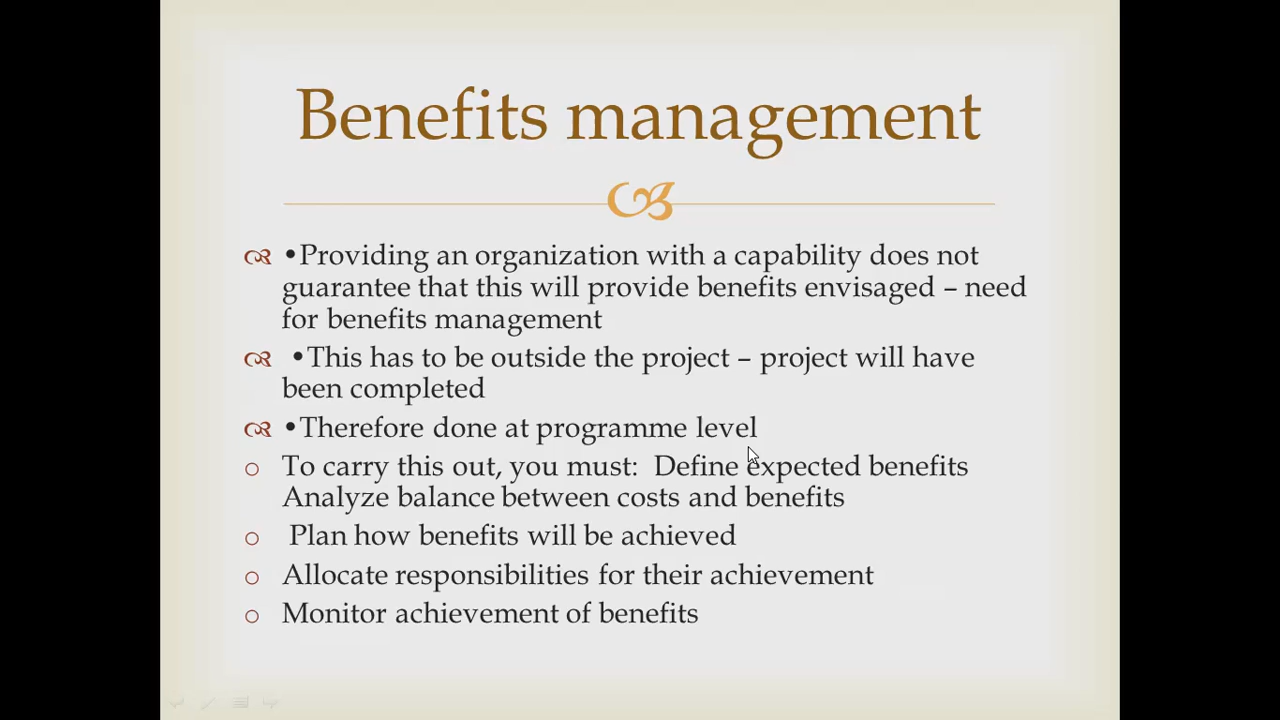 Benefits management
•Providing an organization with a capability does not
guarantee that this will provide benefits envisaged – need
for benefits management
•This has to be outside the project – project will have
been completed
•Therefore done at programme level
To carry this out, you must:  Define expected benefits
Analyze balance between costs and benefits
Plan how benefits will be achieved
Allocate responsibilities for their achievement
Monitor achievement of benefits